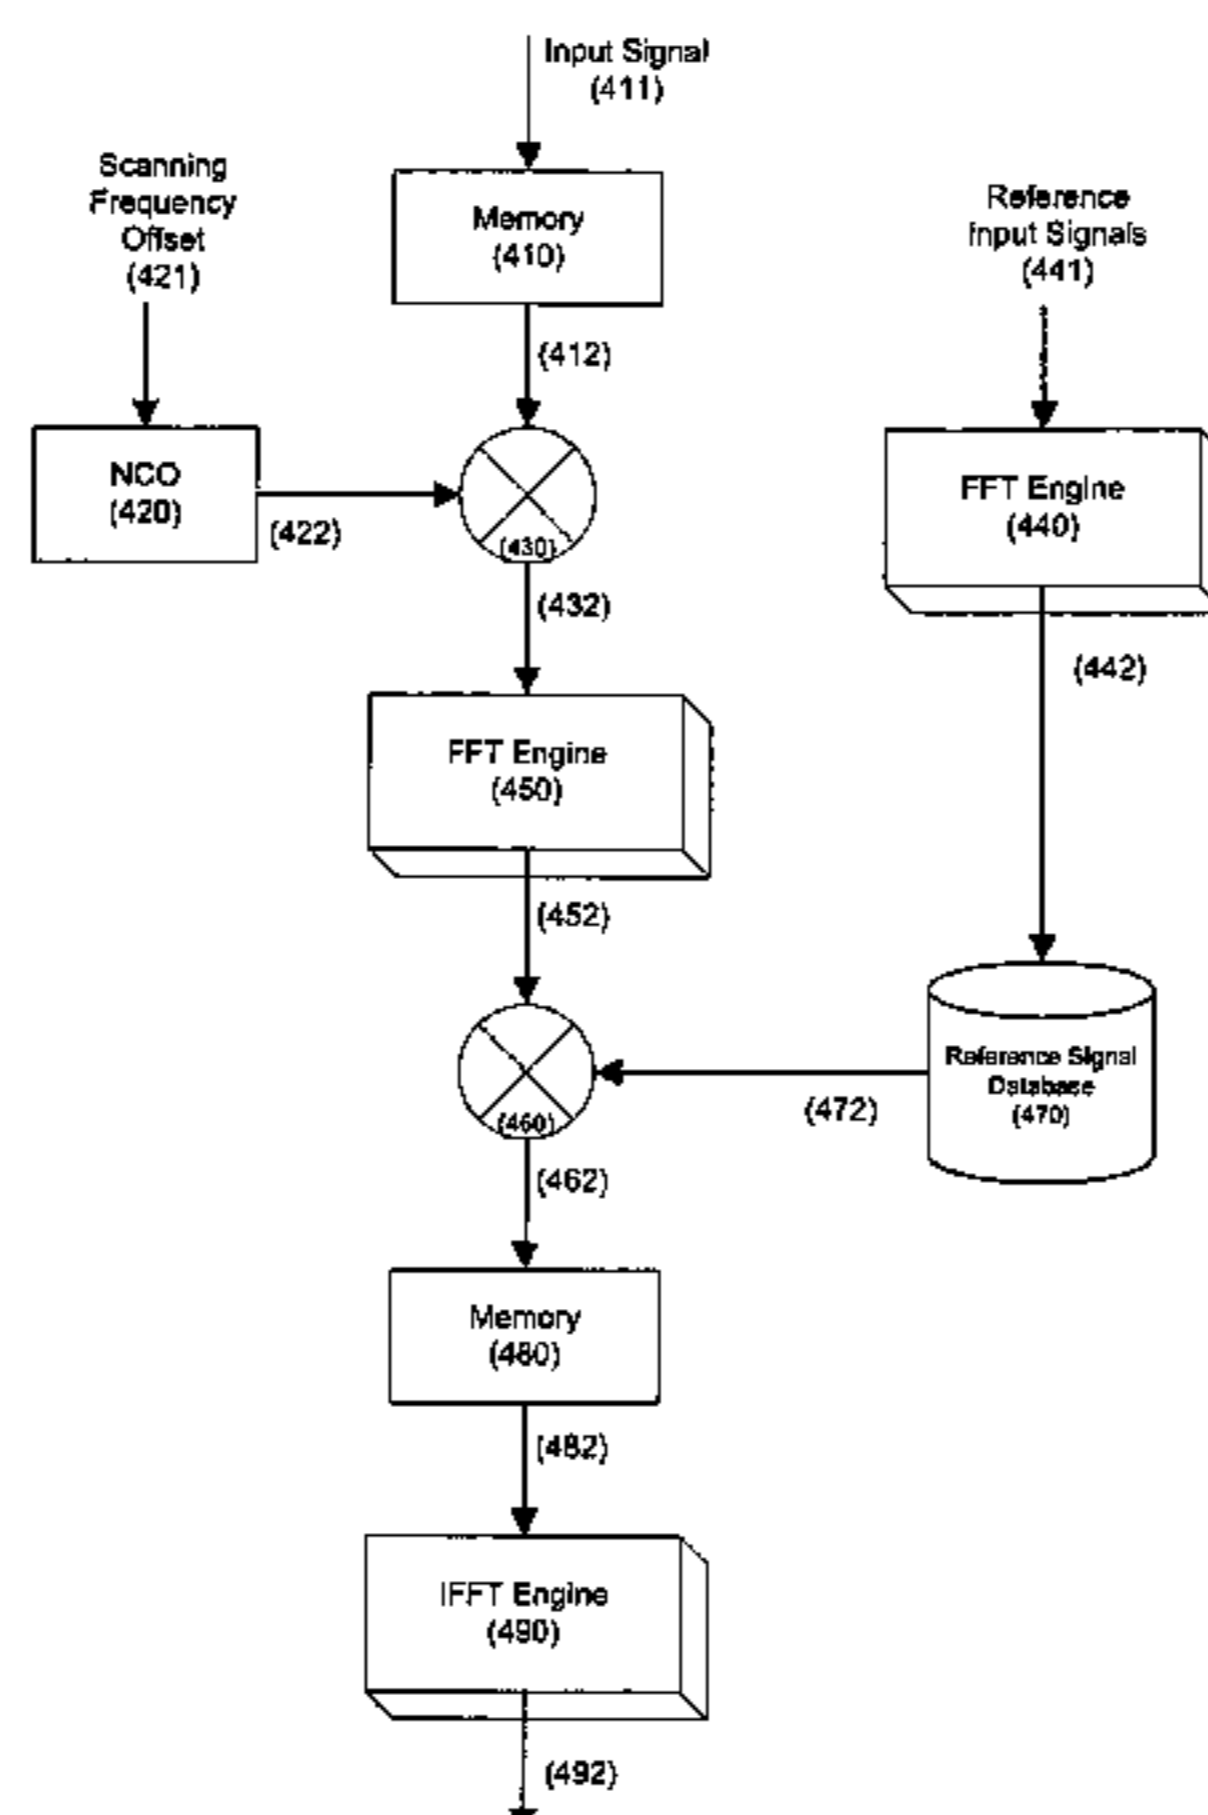 Input Signal
(411)
Scanning
Frequency
Offset
(421)
Memory
(410)
Reference
Input Signals
(441)
(412)
NCO
(420)
(422)
(430)
FFT Engine
(440)
(432)
(442)
FFT Engine
(450)
(452)
Reference Signal
Database
(470)
(460)
(472)
(462)
Memory
(480)
(482)
IFFT Engine
(490)
(492)